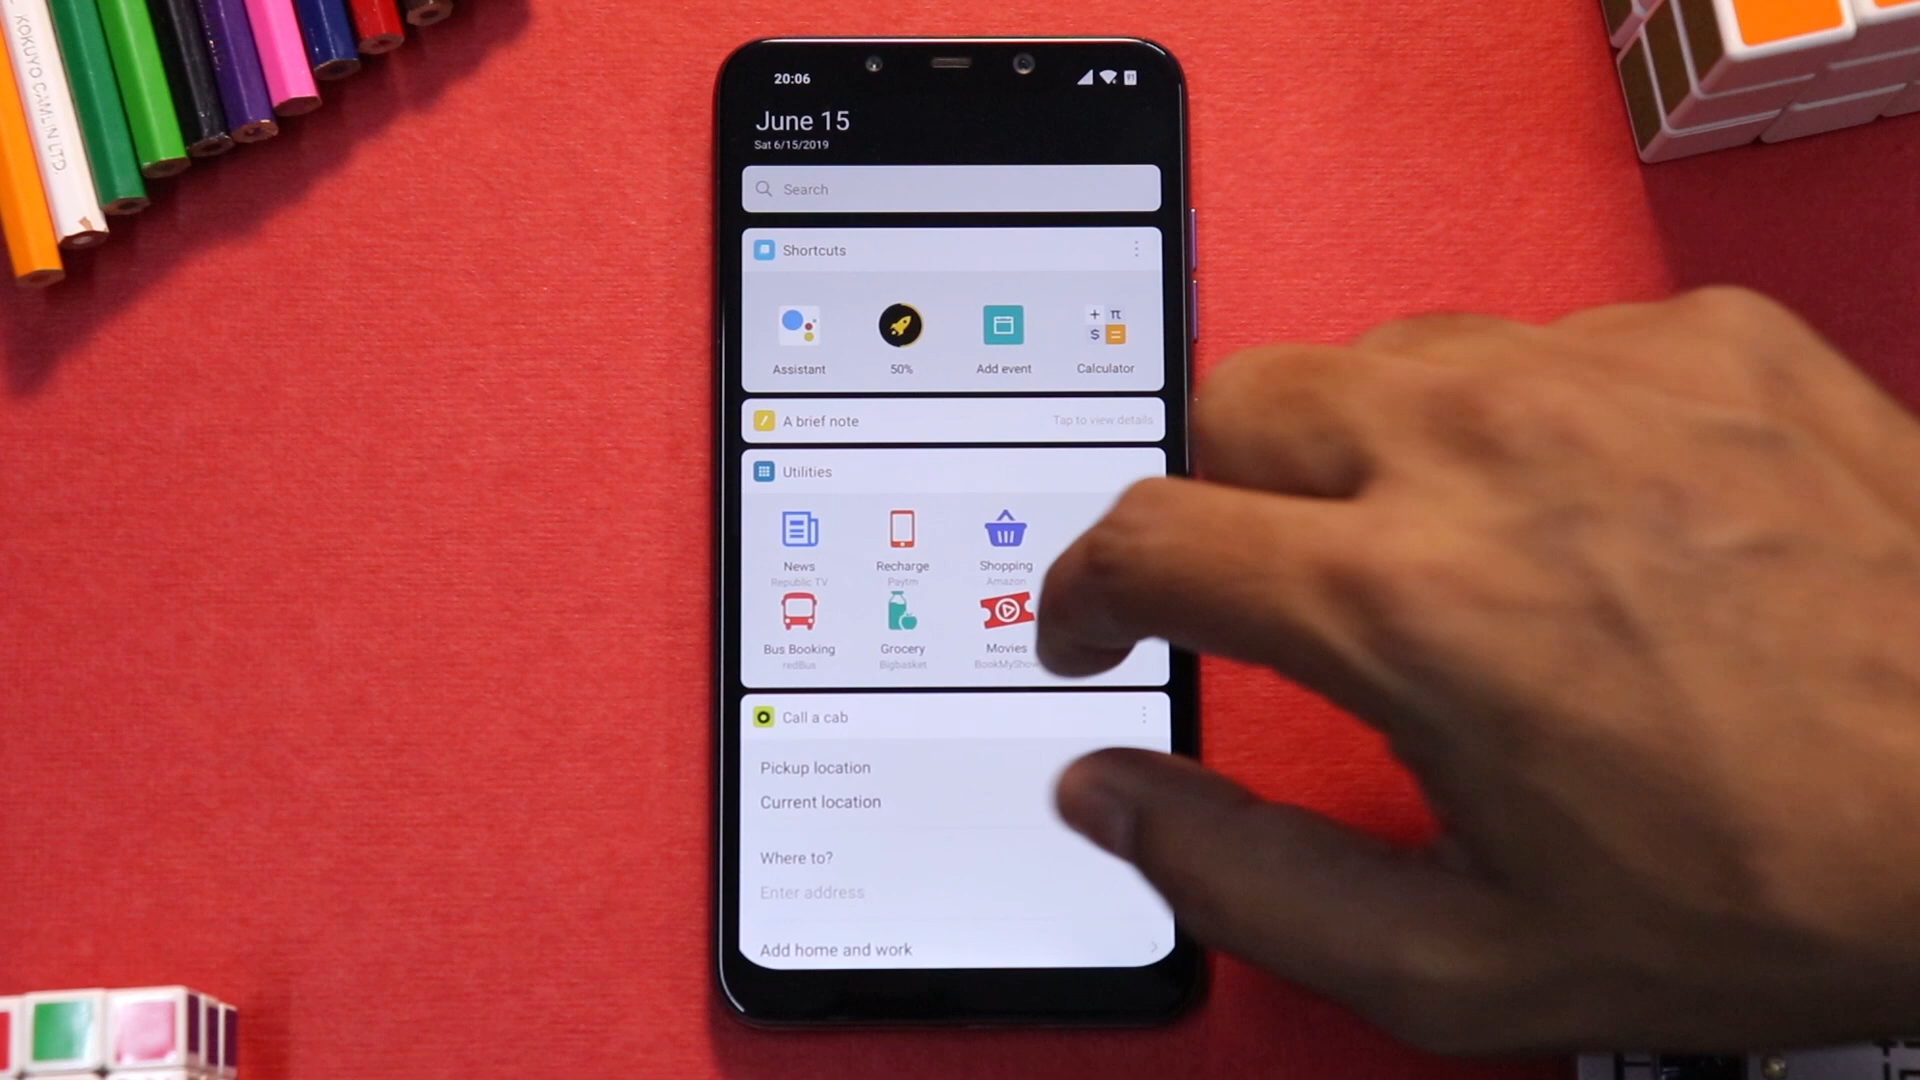 KOKUYO CAMLIN LTD.
20:06
91
June 15
Sat 6/15/2019
Search
Shortcuts
Assistant
50%
Add event
Calculator
A brief note
Tap to view details
Utilities
News
Recharge
Shopping
Republic TV
Paytm
Amazon
Bus Booking
Grocery
Movies
redBus
Bigbasket
BookMyShow
Call a cab
Pickup location
Current location
Where to?
Enter address
Add home and work